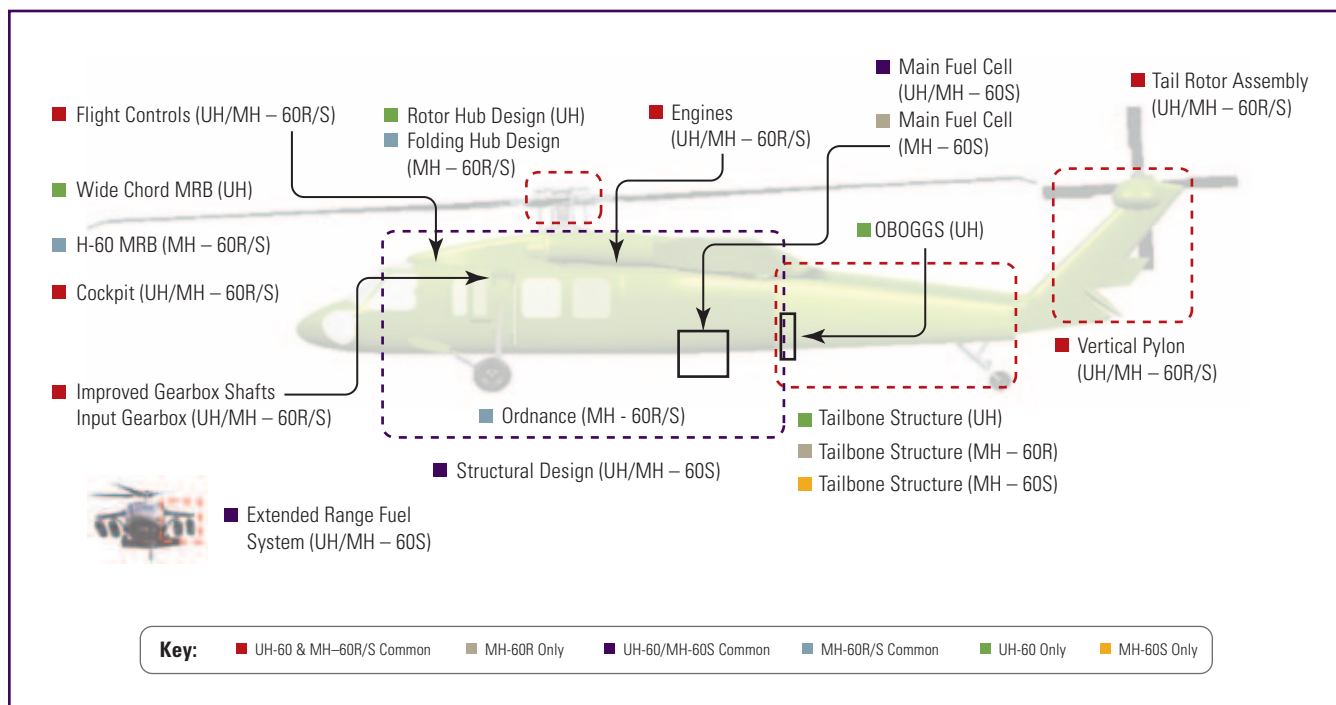 Flight Controls (UH/MH – 60R/S)
Rotor Hub Design (UH)
Folding Hub Design
(MH – 60R/S)
Engines
(UH/MH – 60R/S)
Main Fuel Cell
(UH/MH – 60S)
Main Fuel Cell
(MH – 60S)
Tail Rotor Assembly
(UH/MH – 60R/S)
Wide Chord MRB (UH)
H-60 MRB (MH – 60R/S)
OBOGGS (UH)
Cockpit (UH/MH – 60R/S)
Vertical Pylon
(UH/MH – 60R/S)
Improved Gearbox Shafts
Input Gearbox (UH/MH – 60R/S)
Ordnance (MH - 60R/S)
Tailbone Structure (UH)
Tailbone Structure (MH – 60R)
Tailbone Structure (MH – 60S)
Structural Design (UH/MH – 60S)
Extended Range Fuel
System (UH/MH – 60S)
Key: UH-60 & MH–60R/S Common MH-60R Only UH-60/MH-60S Common MH-60R/S Common UH-60 Only MH-60S Only